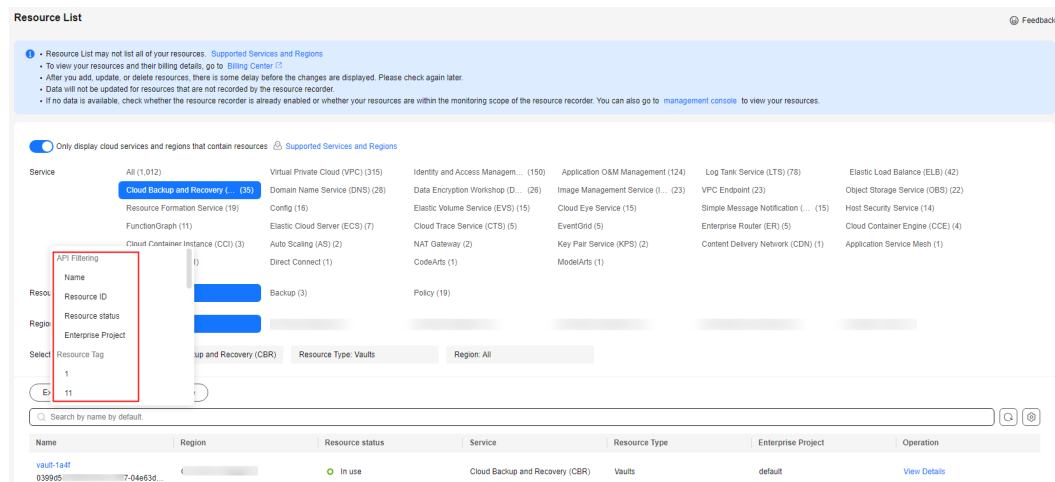 Resource List
Feedback
• Resource List may not list all of your resources. Supported Services and Regions
• To view your resources and their billing details, go to Billing Center
• After you add, update, or delete resources, there is some delay before the changes are displayed. Please check again later.
• Data will not be updated for resources that are not recorded by the resource recorder.
• If no data is available, check whether the resource recorder is already enabled or whether your resources are within the monitoring scope of the resource recorder. You can also go to management console to view your resources.
Only display cloud services and regions that contain resources Supported Services and Regions
Service All (1,012) Virtual Private Cloud (VPC) (315) Identity and Access Managem... (150) Application O&M Management (124) Log Tank Service (LTS) (78) Elastic Load Balance (ELB) (42)
Cloud Backup and Recovery (... (35) Domain Name Service (DNS) (28) Data Encryption Workshop (D... (26) Image Management Service (I... (23) VPC Endpoint (23) Object Storage Service (OBS) (22)
Resource Formation Service (19) Config (16) Elastic Volume Service (EVS) (15) Cloud Eye Service (15) Simple Message Notification (... (15) Host Security Service (14)
FunctionGraph (11) Elastic Cloud Server (ECS) (7) Cloud Trace Service (CTS) (5) EventGrid (5) Enterprise Router (ER) (5) Cloud Container Engine (CCE) (4)
Cloud Container Instance (CCI) (3) Auto Scaling (AS) (2) NAT Gateway (2) Key Pair Service (KPS) (2) Content Delivery Network (CDN) (1) Application Service Mesh (1)
Direct Connect (1) CodeArts (1) ModelArts (1)
API Filtering
Name
Resource ID
Resource status
Enterprise Project
Resource Tag
1
11
Backup (3) Policy (19)
Select up and Recovery (CBR) Resource Type: Vaults Region: All
Search by name by default.
Name Region Resource status Service Resource Type Enterprise Project Operation
vault-1a4f
0399d5 7-04e63d... In use Cloud Backup and Recovery (CBR) Vaults default View Details